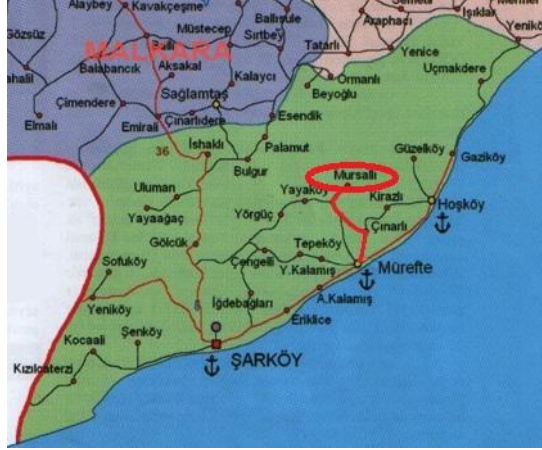 Alaybey
Kavakçeşme
Ballısüle
Işıklar
Araphacı
Müstecep
Sırtbey
Yeniköy
Gözsüz
Tatarlı
Yenice
MALKARA
Balabancık
Aksakal
Kalaycı
Ormanlı
Uçmakdere
Sağlamtaş
Beyoğlu
Çimendere
Elmalı
Emirali
Çınarlıdere
Esendik
İshaklı
Palamut
36
Güzelköy
Gaziköy
Bulgur
Mursallı
Uluman
Yayaköy
Kirazlı
Hoşköy
Yayaağaç
Yörgüç
Çınarlı
Gölcük
Tepeköy
Çengelli
Y.Kalamış
Mürefte
Sofuköy
A.Kalamış
Yeniköy
İğdebağları
Eriklice
Şenköy
Kocaali
ŞARKÖY
Kızılcaterzi